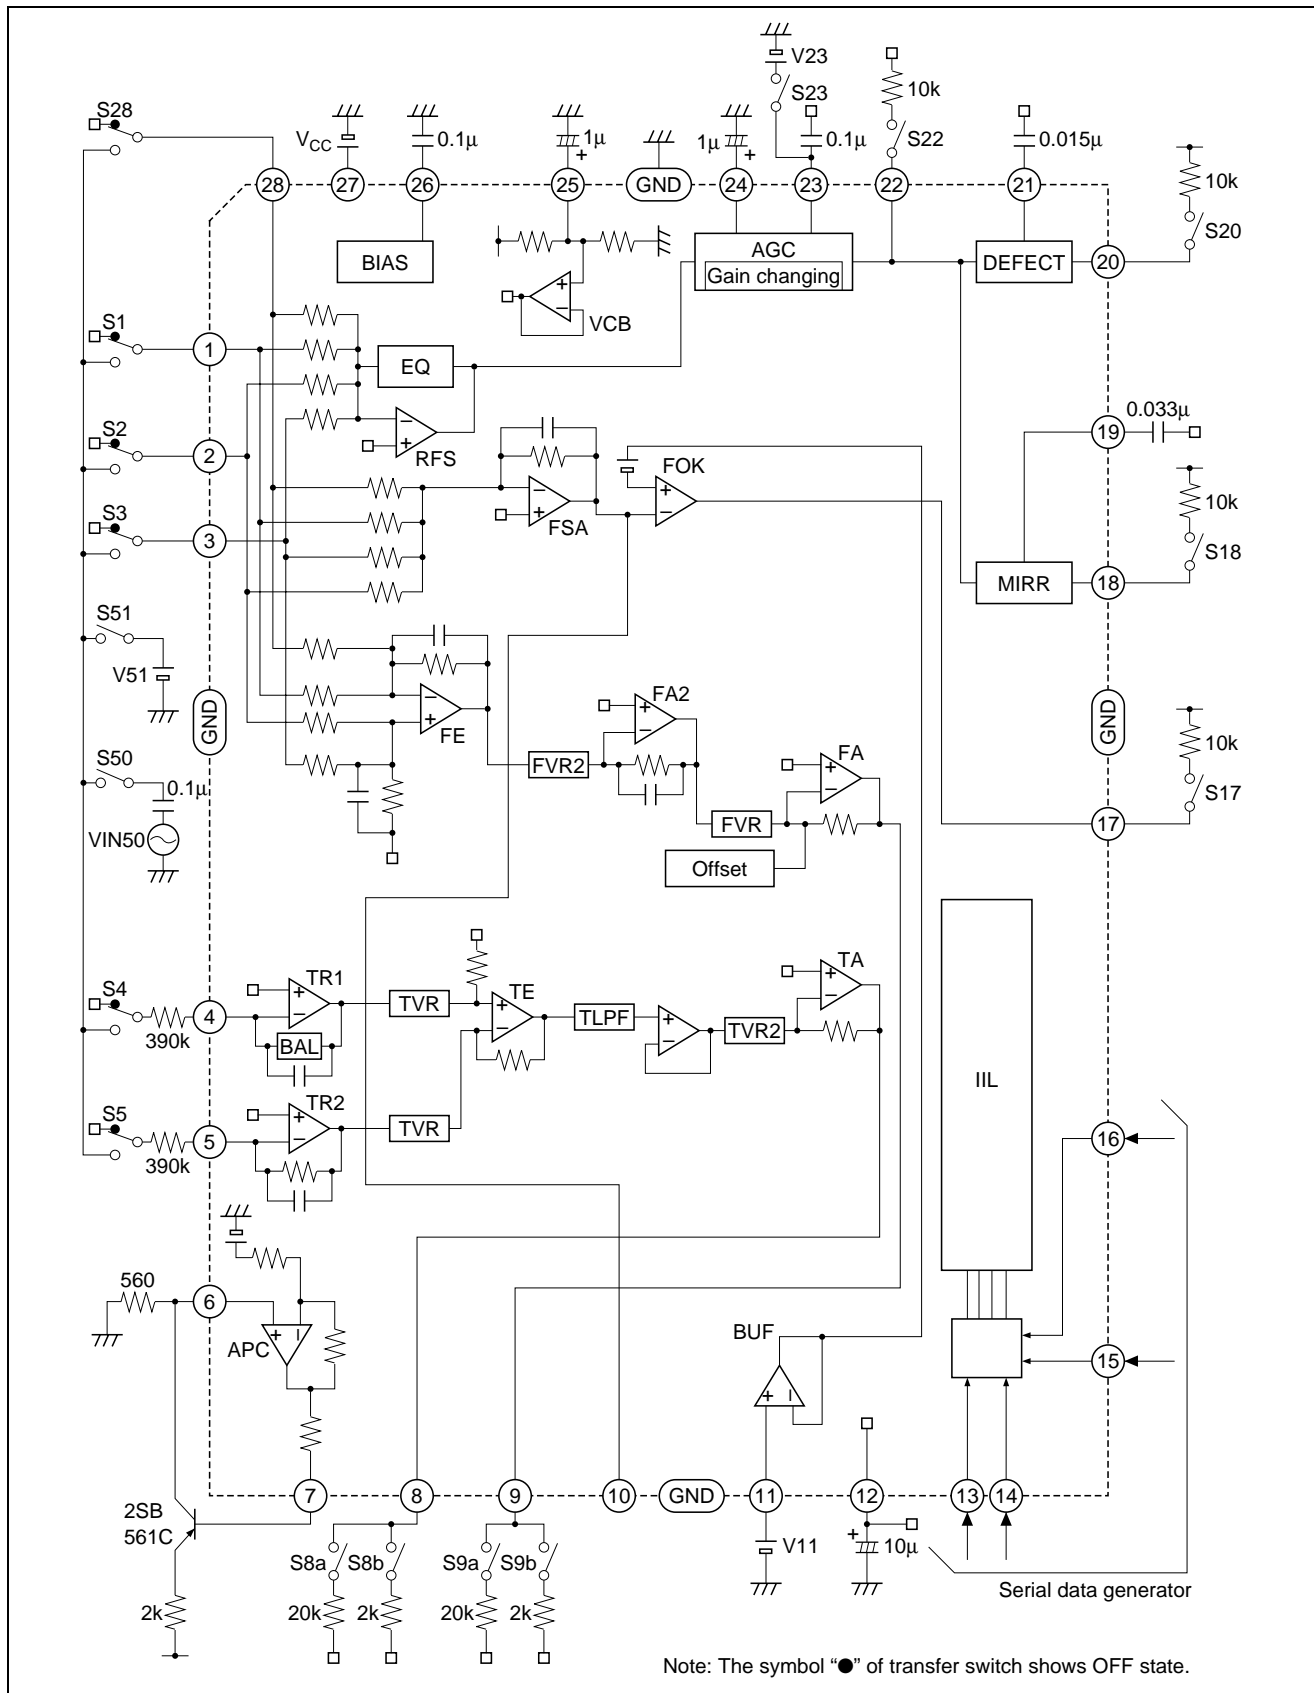 V23
S28
S23
10k
VCC
0.1μ
1μ
1μ
0.1μ
S22
0.015μ
28
27
26
25
GND
24
23
22
21
10k
S20
BIAS
AGC
Gain changing
DEFECT
20
VCB
S1
1
EQ
S2
2
RFS
0.033μ
19
FOK
S3
3
FSA
10k
S18
MIRR
18
S51
V51
GND
FE
FA2
GND
FVR2
FA
10k
S17
S50
0.1μ
VIN50
FVR
17
Offset
S4
390k
4
TR1
BAL
TVR
TE
TLPF
TVR2
TA
IIL
S5
390k
5
TR2
TVR
16
560
6
APC
BUF
15
7
8
9
10
GND
11
12
13
14
2SB
561C
S8a
S8b
S9a
S9b
V11
10μ
Serial data generator
2k
20k
2k
20k
2k
Note: The symbol “●” of transfer switch shows OFF state.